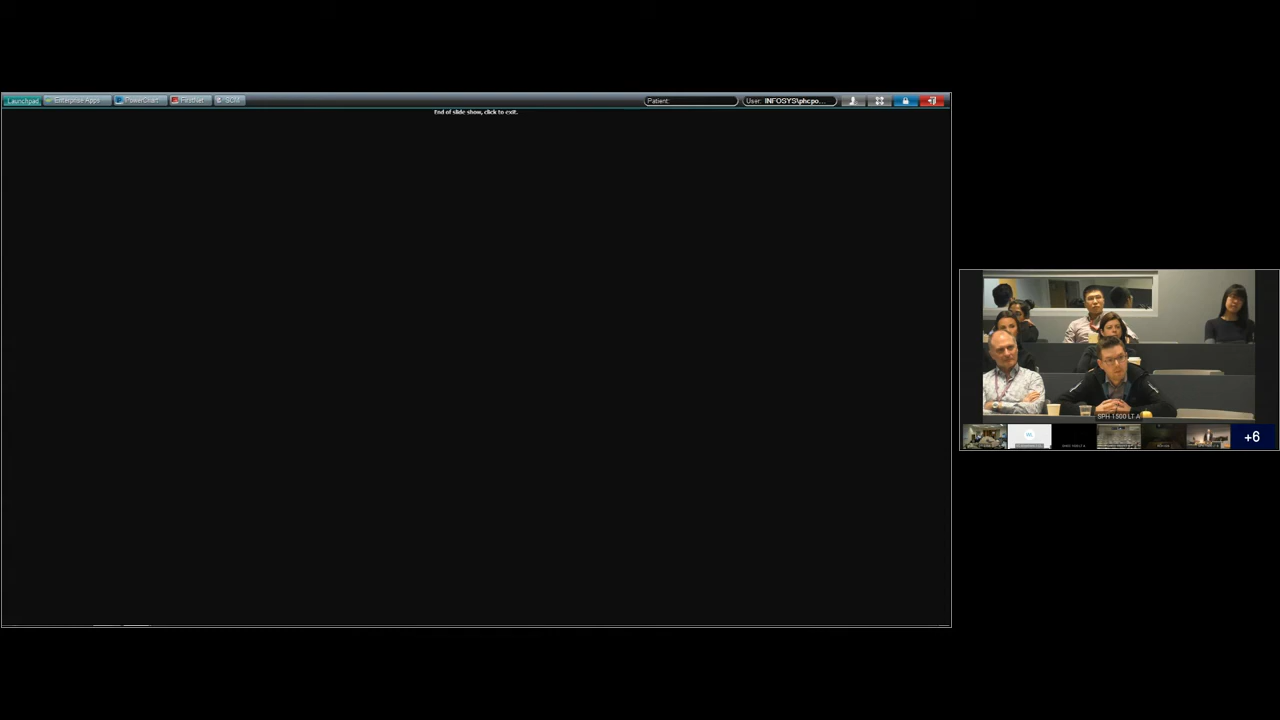 Launchpad Enterprise Apps PowerChart FirstNet SCM Patient: User: INFOSYS\phcpo...
End of slide show, click to exit.
SPH 1500 LT A
+6